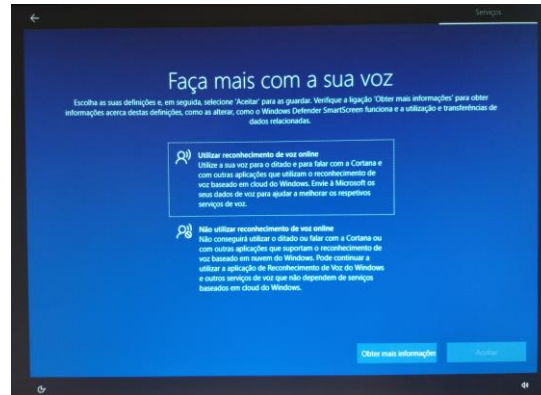 Serviços
Faça mais com a sua voz
Escolha as suas definições e, em seguida, selecione 'Aceitar' para as guardar. Verifique a ligação 'Obter mais informações' para obter
informações acerca destas definições, como as alterar, como o Windows Defender SmartScreen funciona e a utilização e transferências de
dados relacionadas.
Utilizar reconhecimento de voz online
Utilize a sua voz para o ditado e para falar com a Cortana e
com outras aplicações que utilizam o reconhecimento de
voz baseado em cloud do Windows. Envie à Microsoft os
seus dados de voz para ajudar a melhorar os respetivos
serviços de voz.
Não utilizar reconhecimento de voz online
Não conseguirá utilizar o ditado ou falar com a Cortana ou
com outras aplicações que suportam o reconhecimento de
voz baseado em nuvem do Windows. Pode continuar a
utilizar a aplicação de Reconhecimento de Voz do Windows
e outros serviços de voz que não dependem de serviços
baseados em cloud do Windows.
Obter mais informações
Aceitar